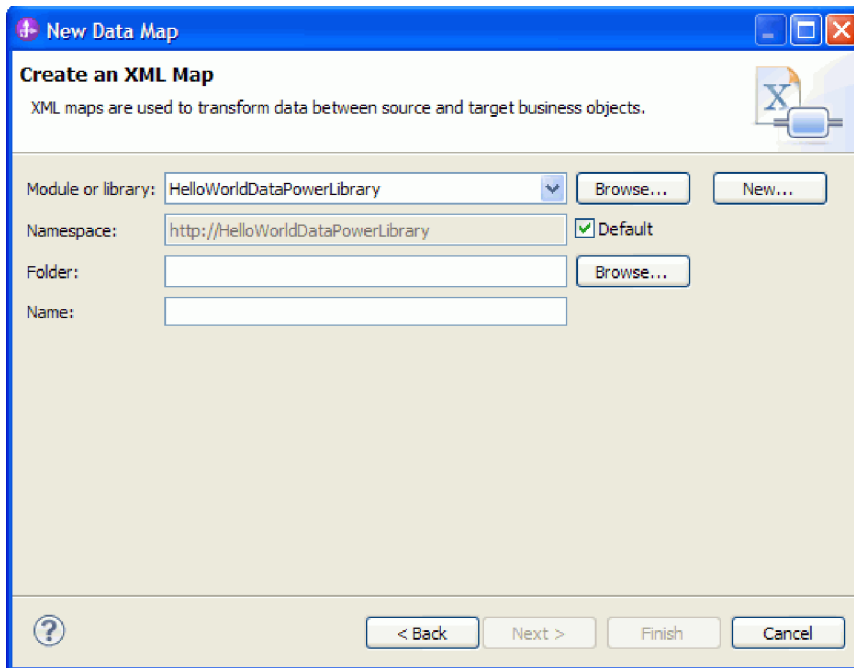 New Data Map
Create an XML Map
XML maps are used to transform data between source and target business objects.
Module or library: HelloWorldDataPowerLibrary Browse... New...
Namespace: http://HelloWorldDataPowerLibrary Default
Folder: Browse...
Name:
X
? < Back Next > Finish Cancel